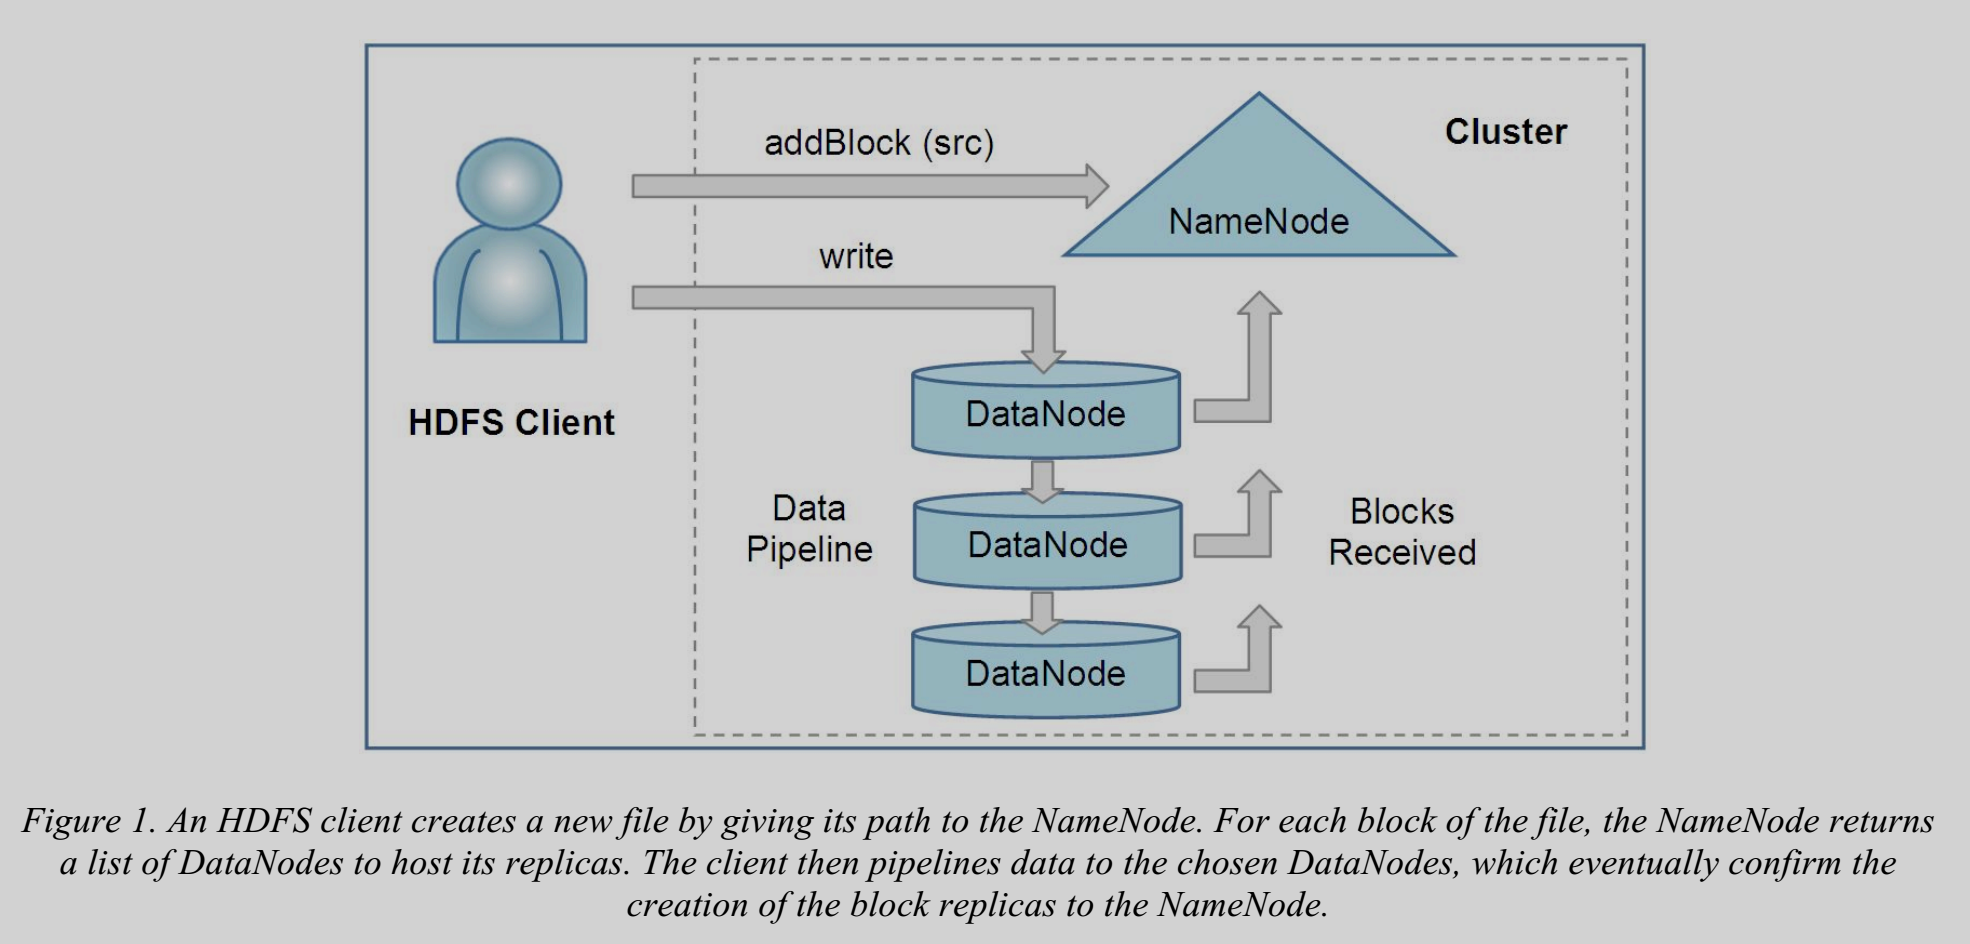 addBlock (src)
Cluster
NameNode
write
DataNode
HDFS Client
Data
Pipeline
DataNode
Blocks
Received
DataNode
Figure 1. An HDFS client creates a new file by giving its path to the NameNode. For each block of the file, the NameNode returns
a list of DataNodes to host its replicas. The client then pipelines data to the chosen DataNodes, which eventually confirm the
creation of the block replicas to the NameNode.